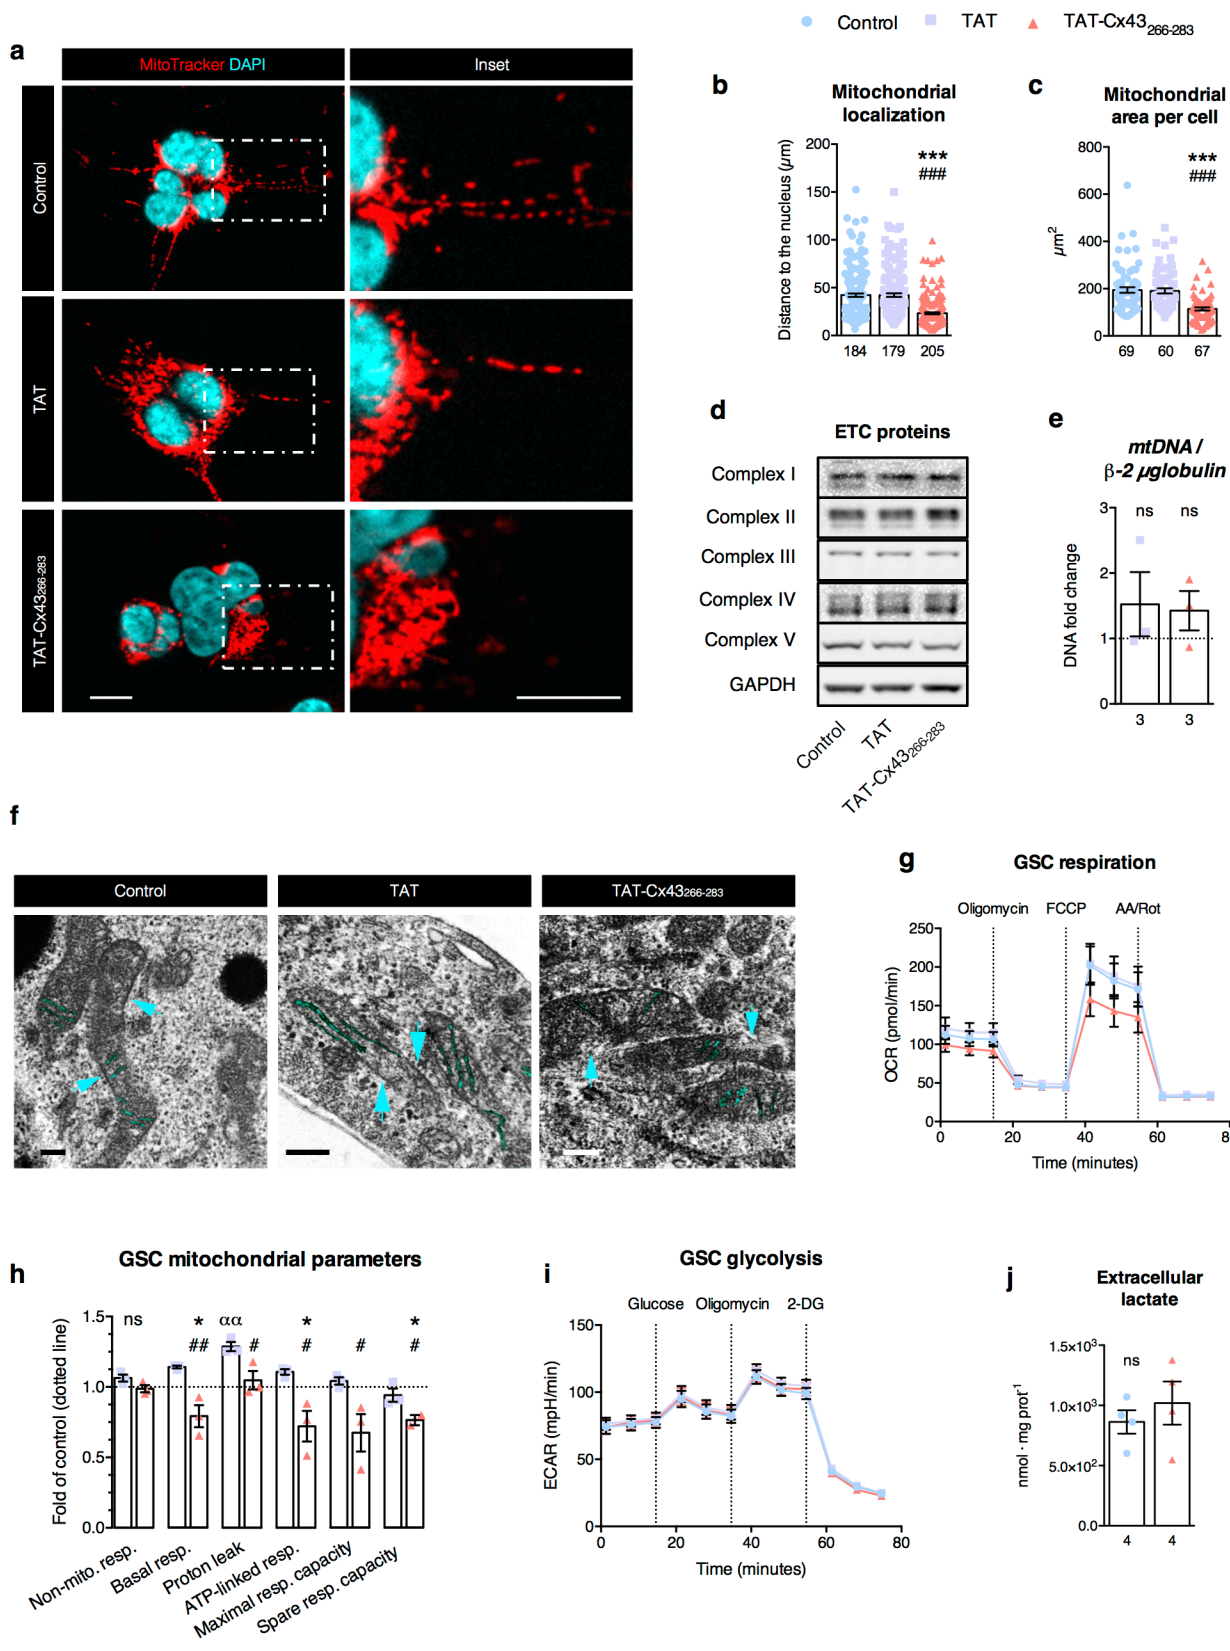 Control TAT TAT-Cx43266-283
a
MitoTracker DAPI
Inset
Control
TAT
TAT-Cx43266-283
b
Mitochondrial
localization
Distance to the nucleus (µm)
200
150
100
50
0
***
###
184 179 205
c
Mitochondrial
area per cell
µm2
800
600
400
200
0
***
###
69 60 67
d
ETC proteins
Complex I
Complex II
Complex III
Complex IV
Complex V
GAPDH
Control
TAT
TAT-Cx43266-283
e
mtDNA /
β-2 µglobulin
DNA fold change
3
2
1
0
ns ns
3 3
f
Control
TAT
TAT-Cx43266-283
g
GSC respiration
Oligomycin FCCP AA/Rot
OCR (pmol/min)
250
200
150
100
50
0
0 20 40 60 8
Time (minutes)
h
GSC mitochondrial parameters
Fold of control (dotted line)
1.5
1.0
0.5
0.0
ns * αα * *
## # # # #
Non-mito. resp.
Basal resp.
Proton leak
ATP-linked resp.
Maximal resp. capacity
Spare resp. capacity
i
GSC glycolysis
Glucose Oligomycin 2-DG
ECAR (mpH/min)
150
100
50
0
0 20 40 60 80
Time (minutes)
j
Extracellular
lactate
nmol · mg prot-1
1.5×103
1.0×103
5.0×102
0.0
ns
4 4